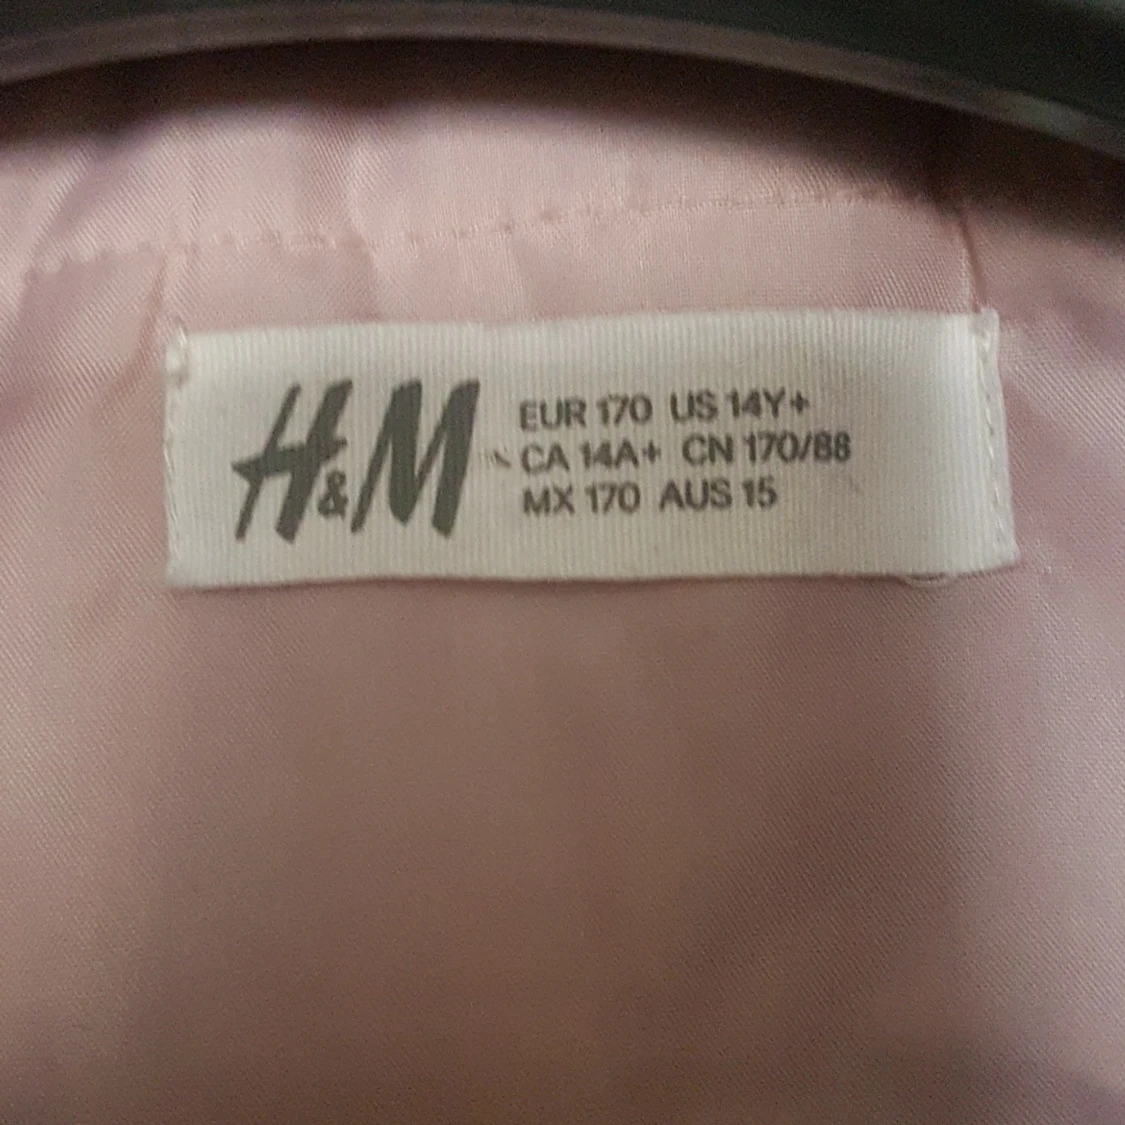 H&M
EUR 170 US 14Y+
CA 14A+ CN 170/88
MX 170 AUS 15